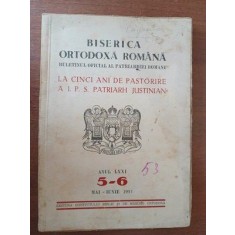 BISERICA
ORTODOXĂ ROMÂNĂ
BULETINUL OFICIAL AL PATRIARHIEI ROMÂNE
LA CINCI ANI DE PĂSTORIRE
A I. P. S. PATRIARH JUSTINIAN
53
ANUL LXXI
5-6
MAI - IUNIE 1953